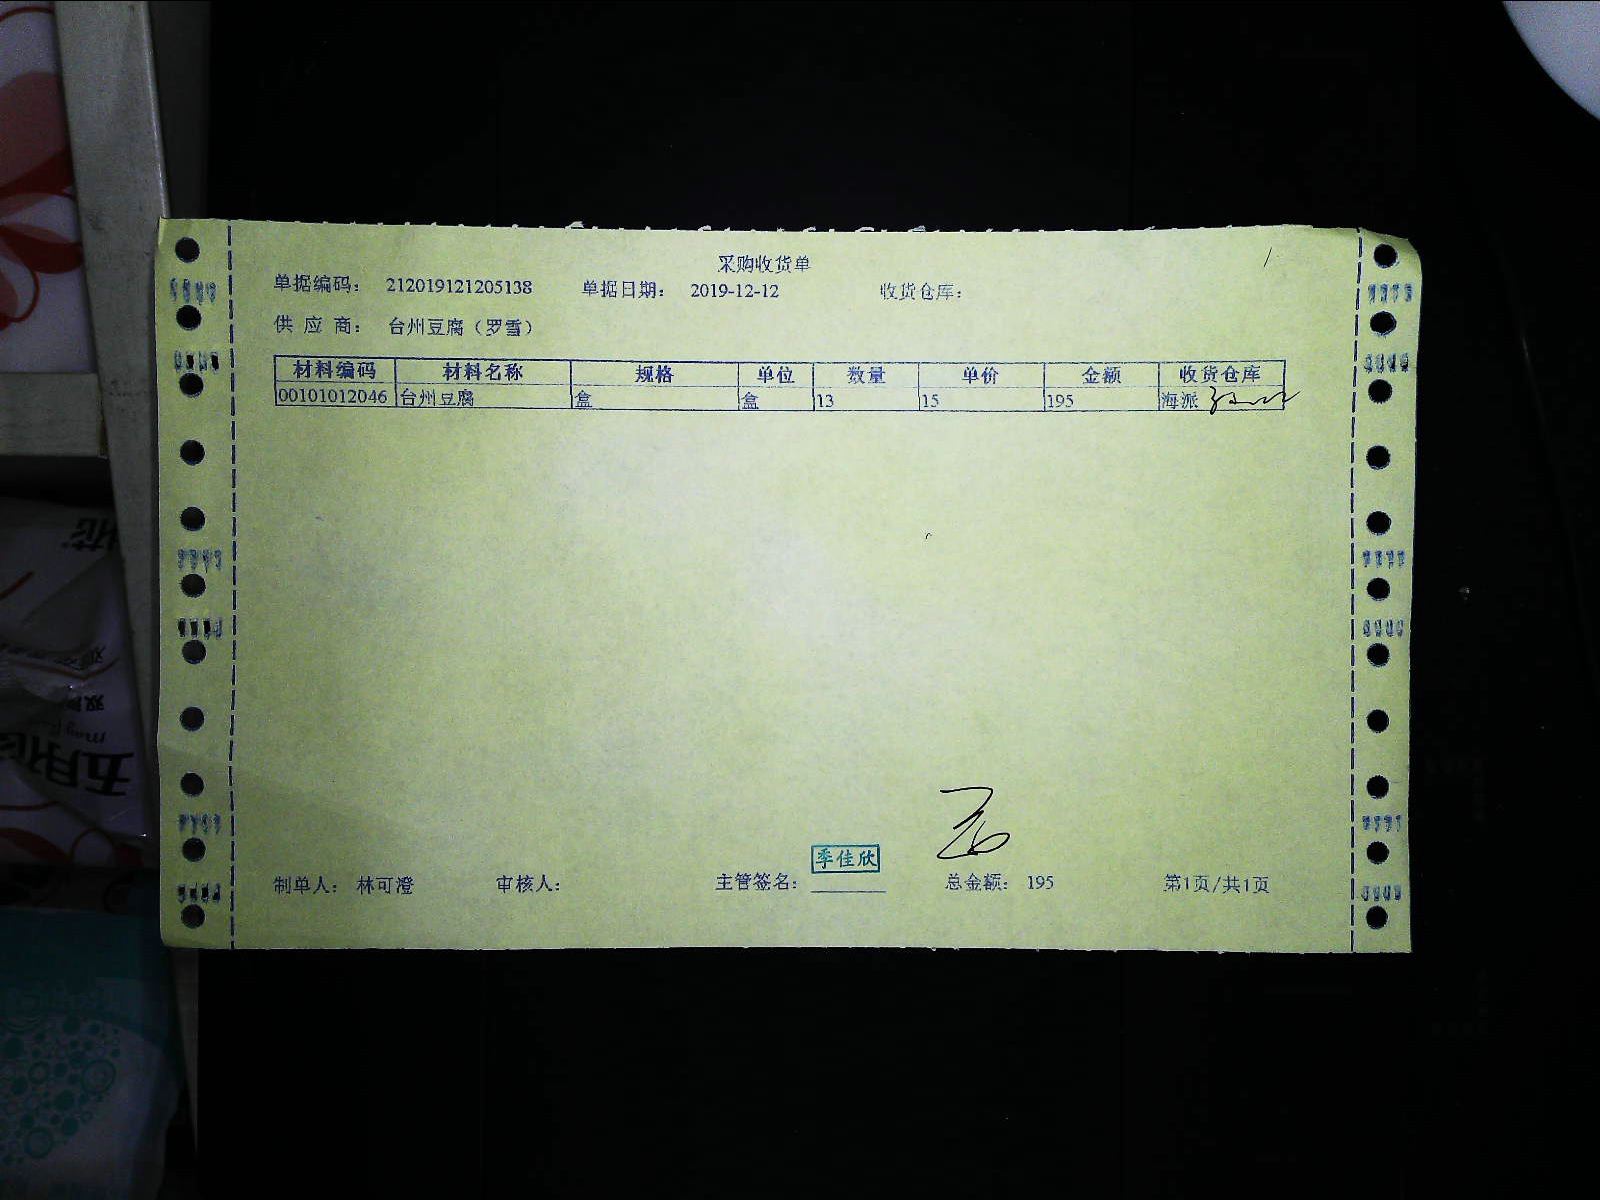 采购收货单
单据编码： 212019121205138 单据日期： 2019-12-12 收货仓库：
供 应 商： 台州豆腐（罗雪）
材料编码 材料名称 规格 单位 数量 单价 金额 收货仓库
00101012046 台州豆腐 盒 盒 13 15 195 海派
季佳欣
制单人： 林可澄 审核人： 主管签名： 总金额： 195 第1页/共1页
五月花